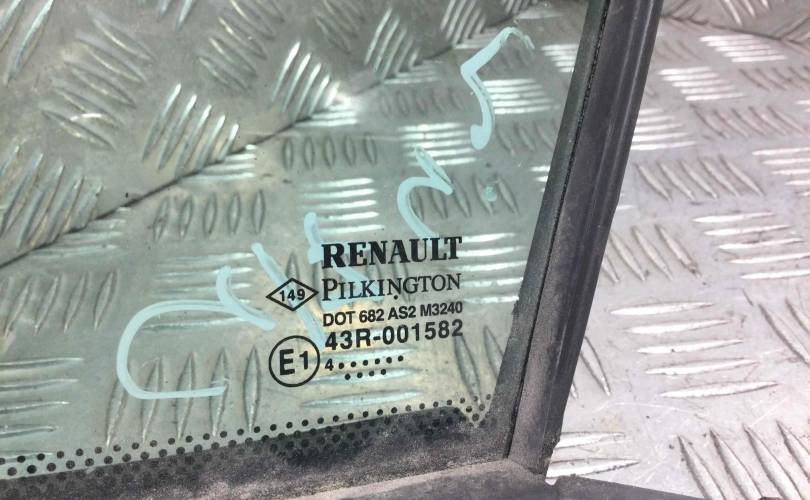 RENAULT
149 PILKINGTON
DOT 682 AS2 M3240
43R-001582
E1 4